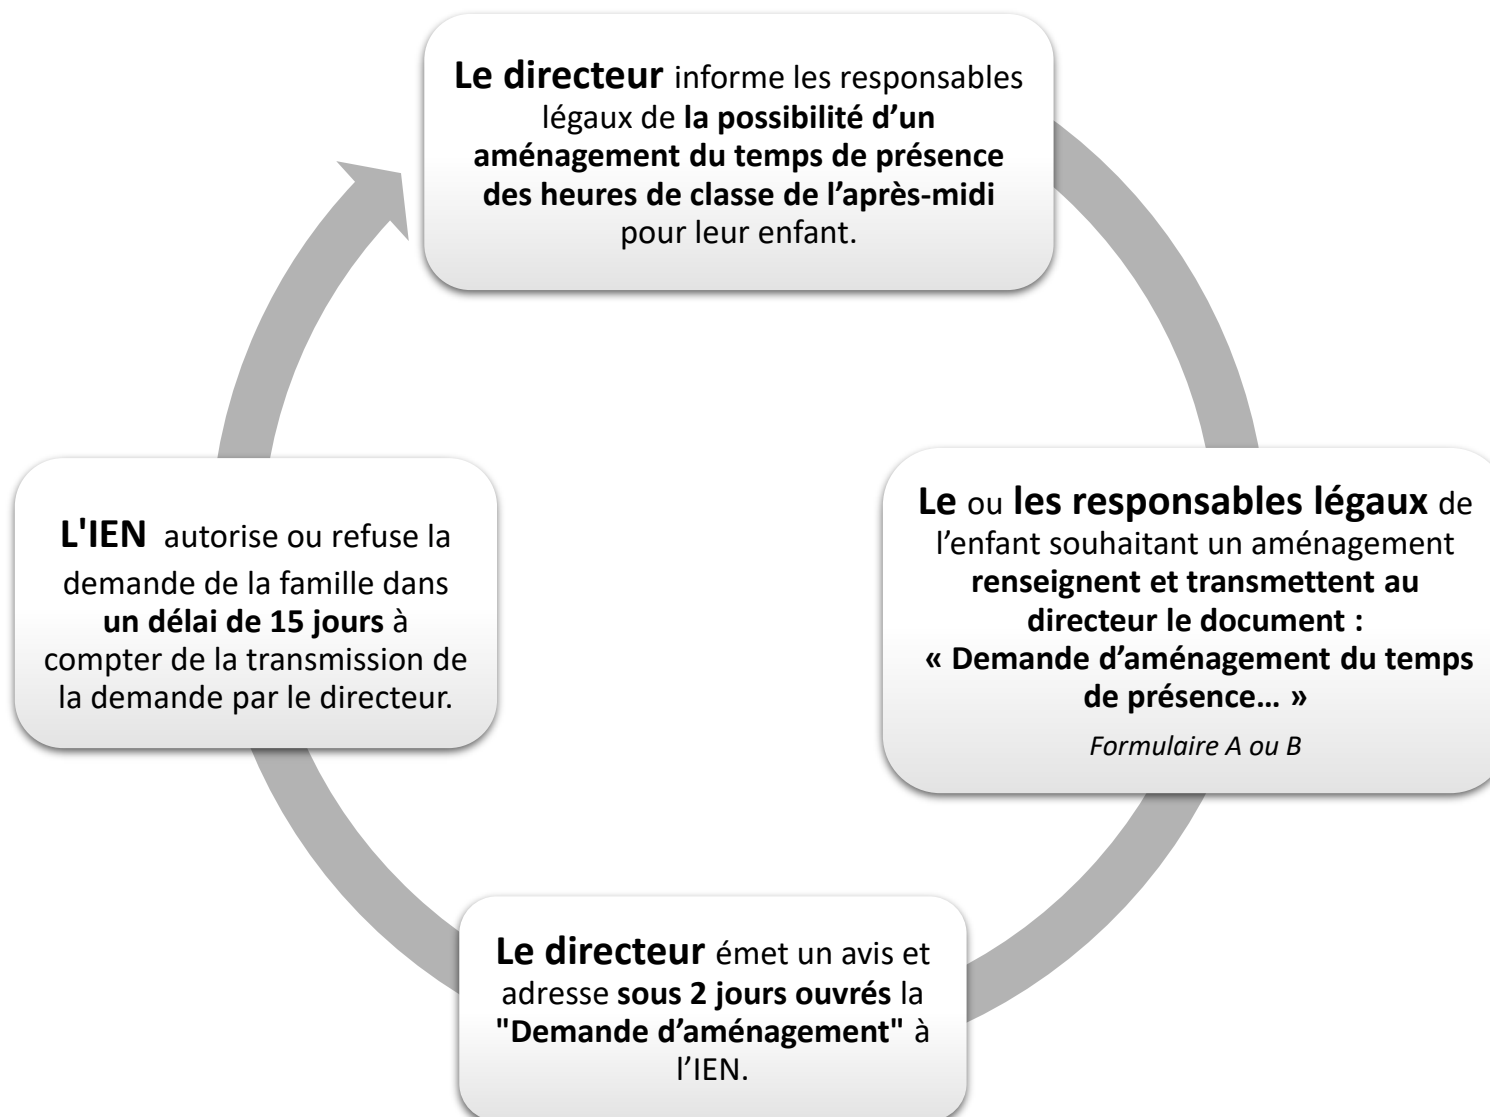 Le directeur informe les responsables
légaux de la possibilité d’un
aménagement du temps de présence
des heures de classe de l’après-midi
pour leur enfant.
Le ou les responsables légaux de
l’enfant souhaitant un aménagement
renseignent et transmettent au
directeur le document :
« Demande d’aménagement du temps
de présence… »
Formulaire A ou B
Le directeur émet un avis et
adresse sous 2 jours ouvrés la
"Demande d’aménagement" à
l’IEN.
L'IEN autorise ou refuse la
demande de la famille dans
un délai de 15 jours à
compter de la transmission de
la demande par le directeur.